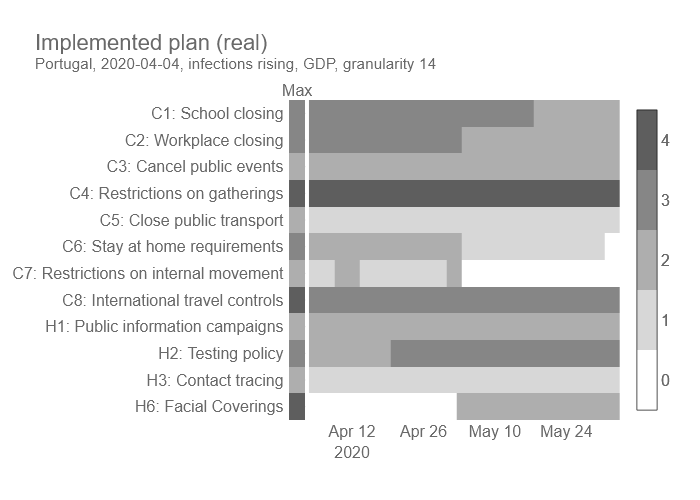 Implemented plan (real)
Portugal, 2020-04-04, infections rising, GDP, granularity 14
Max
C1: School closing
C2: Workplace closing
C3: Cancel public events
C4: Restrictions on gatherings
C5: Close public transport
C6: Stay at home requirements
C7: Restrictions on internal movement
C8: International travel controls
H1: Public information campaigns
H2: Testing policy
H3: Contact tracing
H6: Facial Coverings
Apr 12 Apr 26 May 10 May 24
2020
4
3
2
1
0